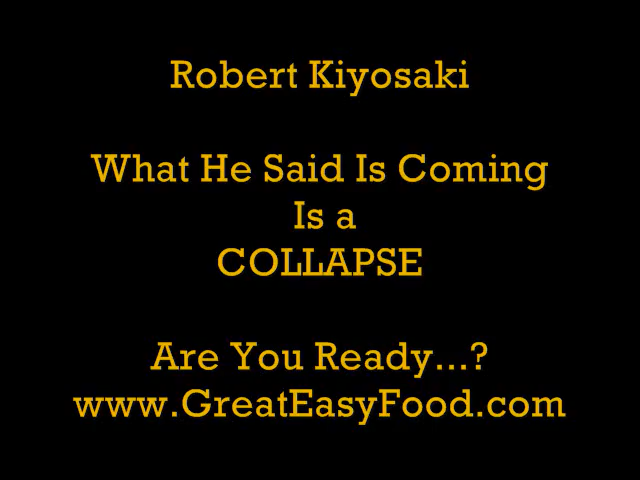 Robert Kiyosaki
What He Said Is Coming
Is a
COLLAPSE
Are You Ready...?
www.GreatEasyFood.com